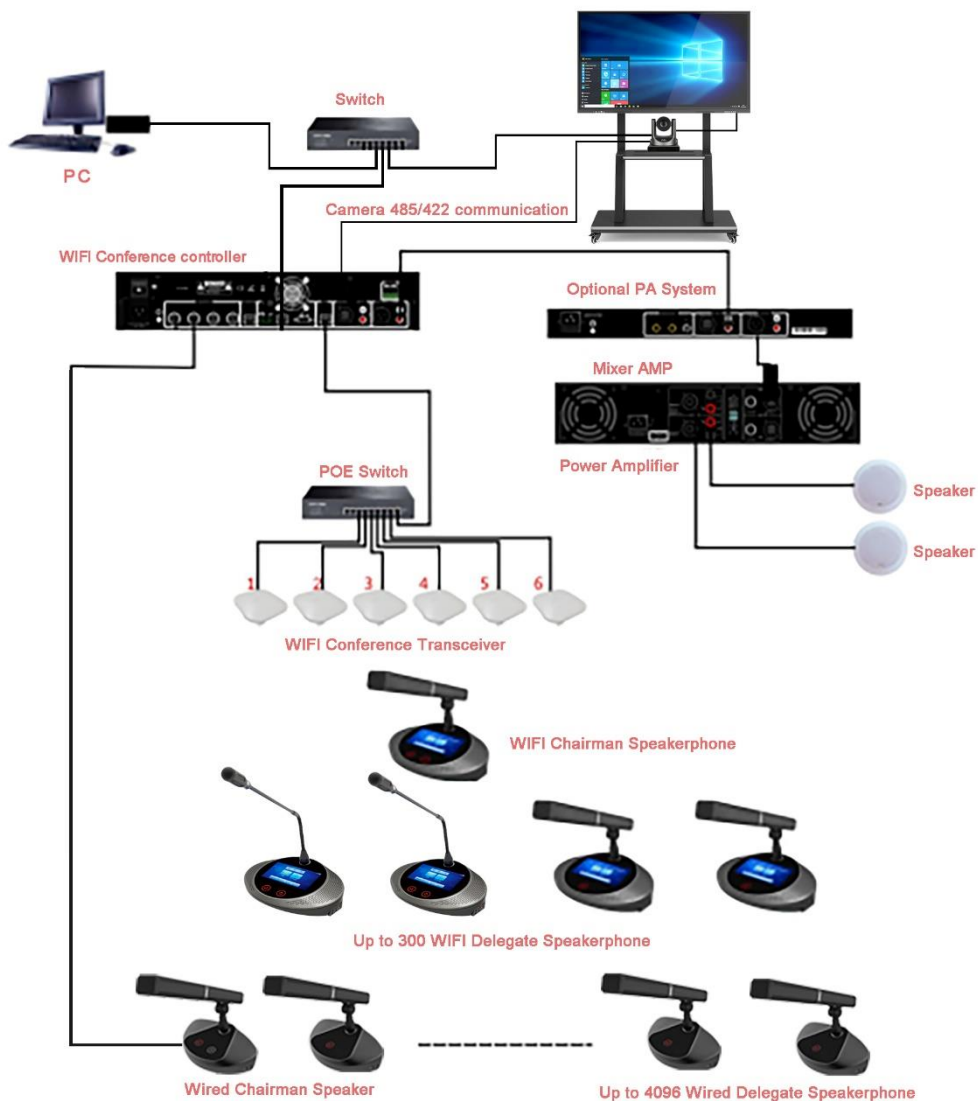 Switch
PC
Camera 485/422 communication
WIFI Conference controller
Optional PA System
Mixer AMP
Power Amplifier
POE Switch
Speaker
Speaker
1 2 3 4 5 6
WIFI Conference Transceiver
WIFI Chairman Speakerphone
Up to 300 WIFI Delegate Speakerphone
Wired Chairman Speaker
Up to 4096 Wired Delegate Speakerphone